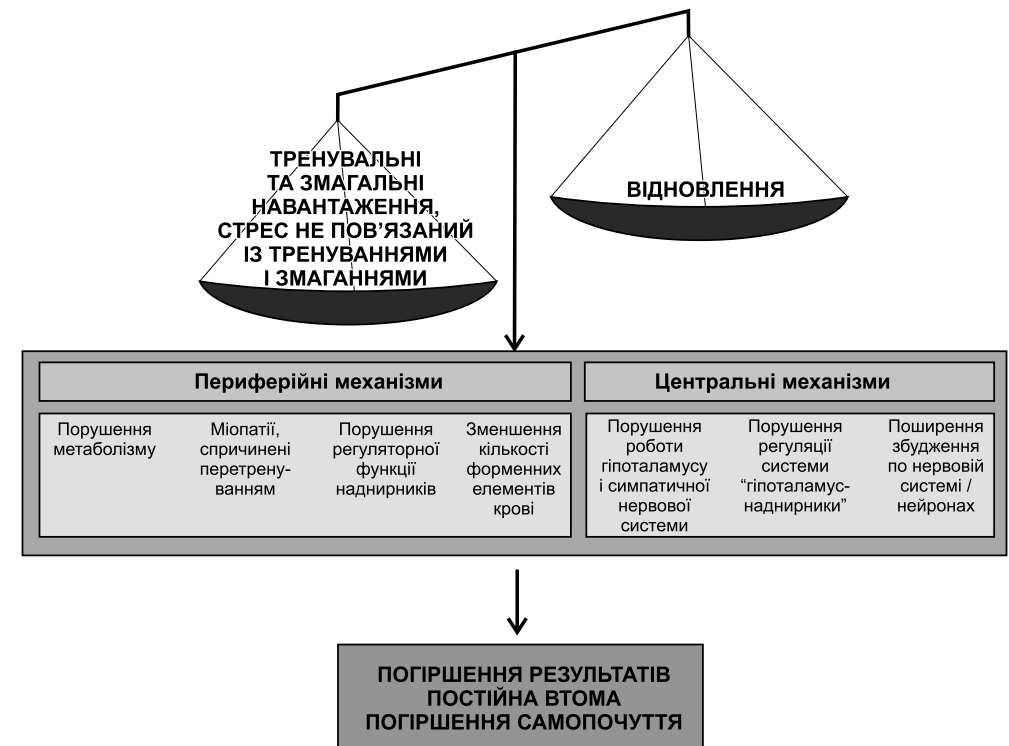 ТРЕНУВАЛЬНІ
ТА ЗМАГАЛЬНІ
НАВАНТАЖЕННЯ,
СТРЕС НЕ ПОВ’ЯЗАНИЙ
ІЗ ТРЕНУВАННЯМИ
І ЗМАГАННЯМИ
ВІДНОВЛЕННЯ
Периферійні механізми
Порушення
метаболізму
Міопатії,
спричинені
перетрену-
ванням
Порушення
регуляторної
функції
наднирників
Зменшення
кількості
форменних
елементів
крові
Центральні механізми
Порушення
роботи
гіпоталамусу
і симпатичної
нервової
системи
Порушення
регуляції
системи
“гіпоталамус-
наднирники”
Поширення
збудження
по нервовій
системі /
нейронах
ПОГІРШЕННЯ РЕЗУЛЬТАТІВ
ПОСТІЙНА ВТОМА
ПОГІРШЕННЯ САМОПОЧУТТЯ